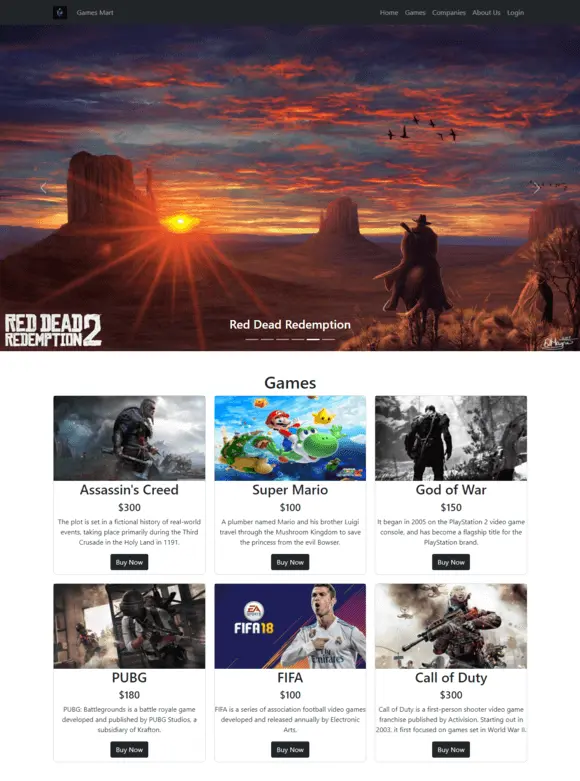 Games Mart
Home Games Companies About Us Login
RED DEAD
REDEMPTION 2
Red Dead Redemption
Games
Assassin's Creed
$300
The plot is set in a fictional history of real-world
events, taking place primarily during the Third
Crusade in the Holy Land in 1191.
Buy Now
Super Mario
$100
A plumber named Mario and his brother Luigi
travel through the Mushroom Kingdom to save
the princess from the evil Bowser.
Buy Now
God of War
$150
It began in 2005 on the PlayStation 2 video game
console, and has become a flagship title for the
PlayStation brand.
Buy Now
PUBG
$180
PUBG: Battlegrounds is a battle royale game
developed and published by PUBG Studios, a
subsidiary of Krafton.
Buy Now
EA
SPORTS
FIFA18
Fly
Emirates
FIFA
$100
FIFA is a series of association football video games
developed and released annually by Electronic
Arts.
Buy Now
Call of Duty
$300
Call of Duty is a first-person shooter video game
franchise published by Activision. Starting out in
2003, it first focused on games set in World War II.
Buy Now